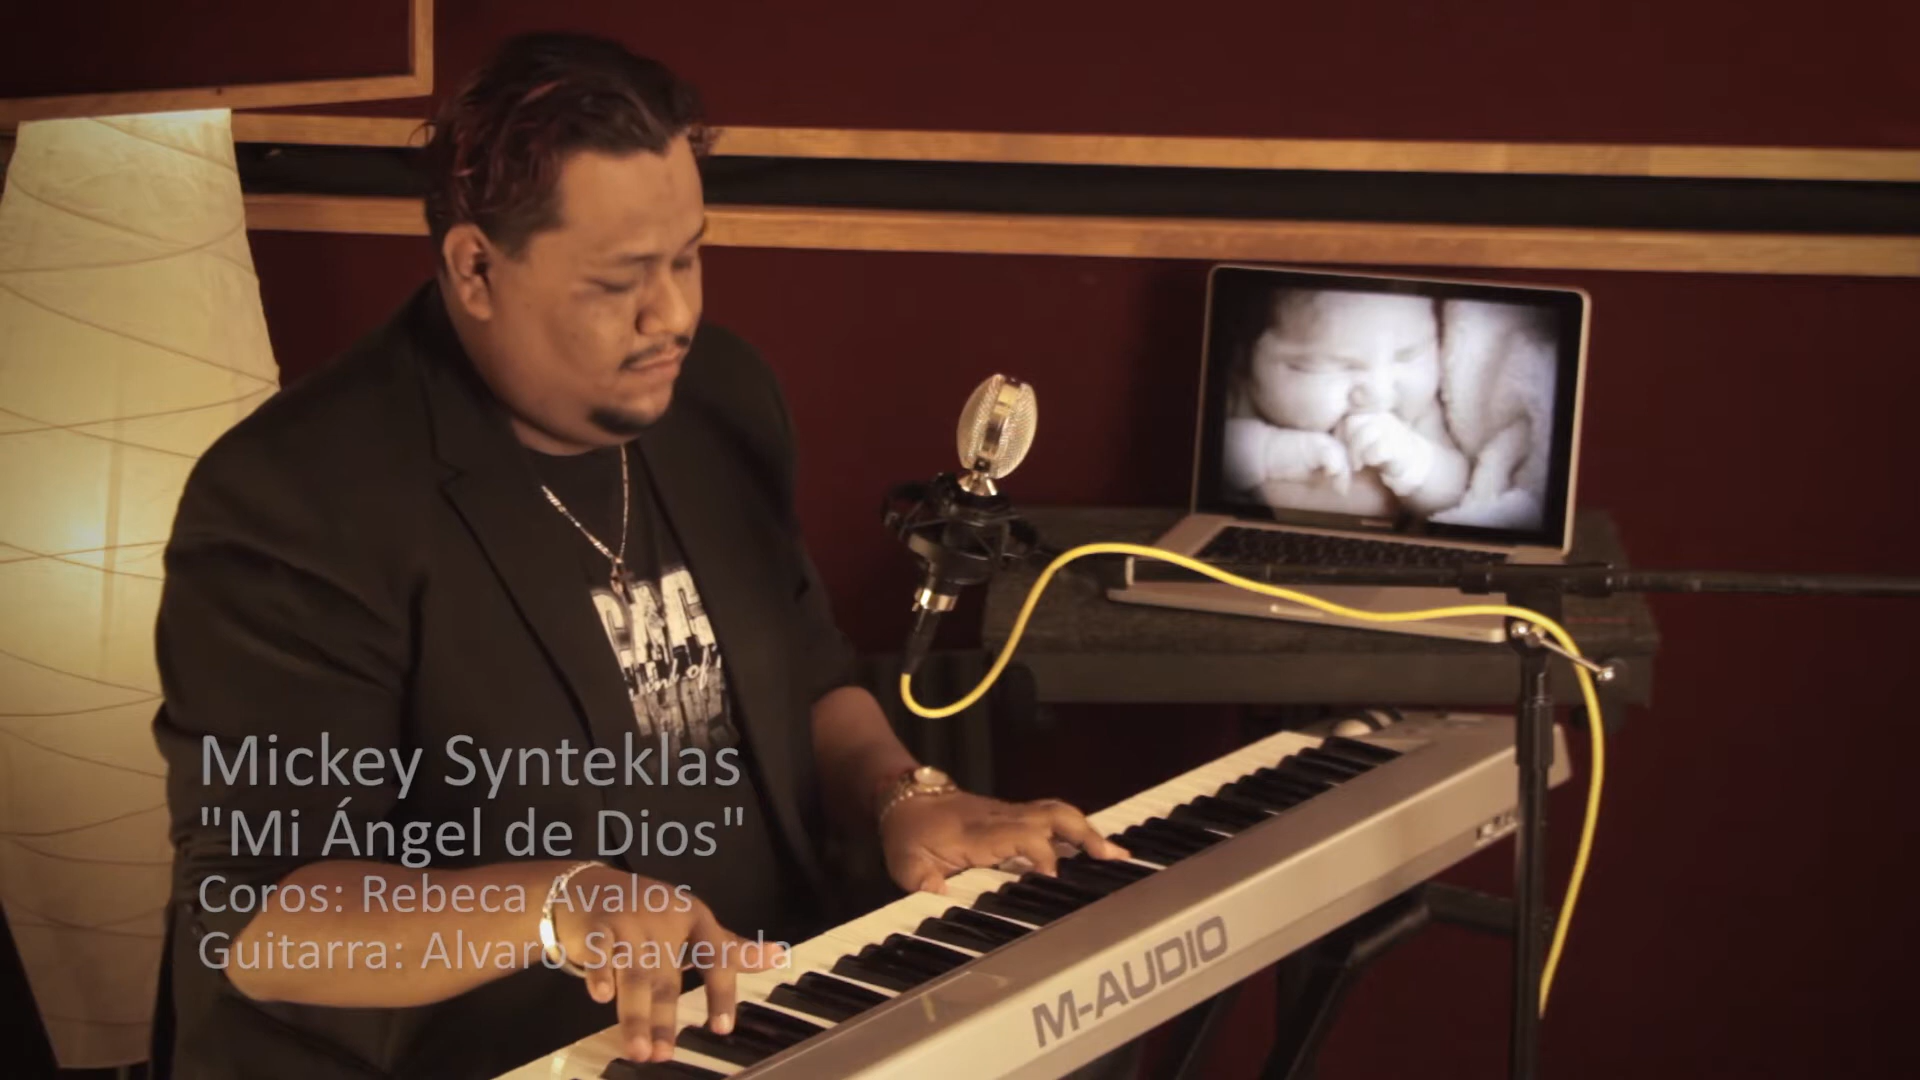 Mickey Synteklas
"Mi Ángel de Dios"
Coros: Rebeca Avalos
Guitarra: Alvaro Saaverda
M-AUDIO